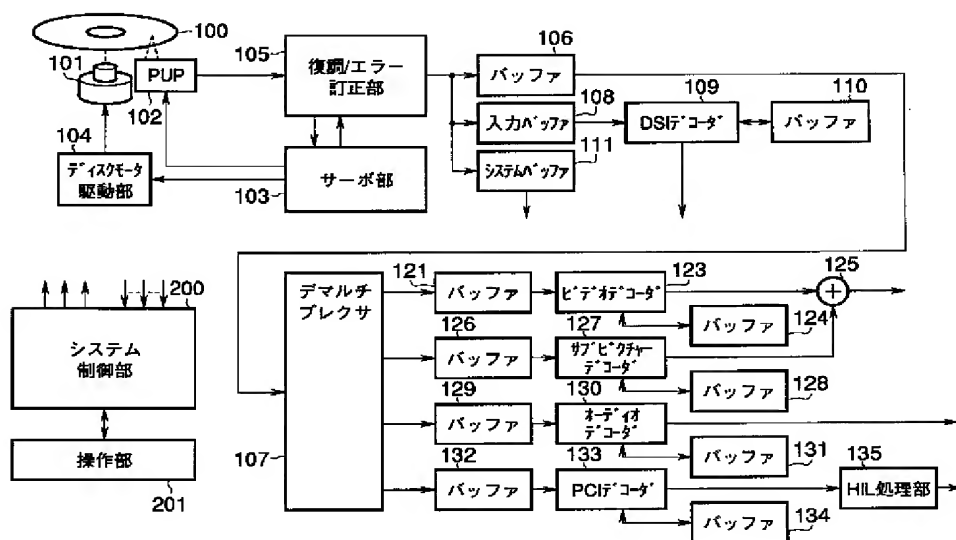 100
101
PUP
102
104
ディスクモータ
駆動部
105
復調/エラー
訂正部
サーボ部
103
106
バッファ
108
入力バッファ
111
システムバッファ
109
DSIデコーダ
110
バッファ
200
システム
制御部
操作部
201
デマルチ
プレクサ
107
121
バッファ
123
ビデオデコーダ
125
+
バッファ
124
126
バッファ
127
サブピクチャー
デコーダ
バッファ
128
129
バッファ
130
オーディオ
デコーダ
バッファ
131
132
バッファ
133
PCIデコーダ
135
HIL処理部
バッファ
134